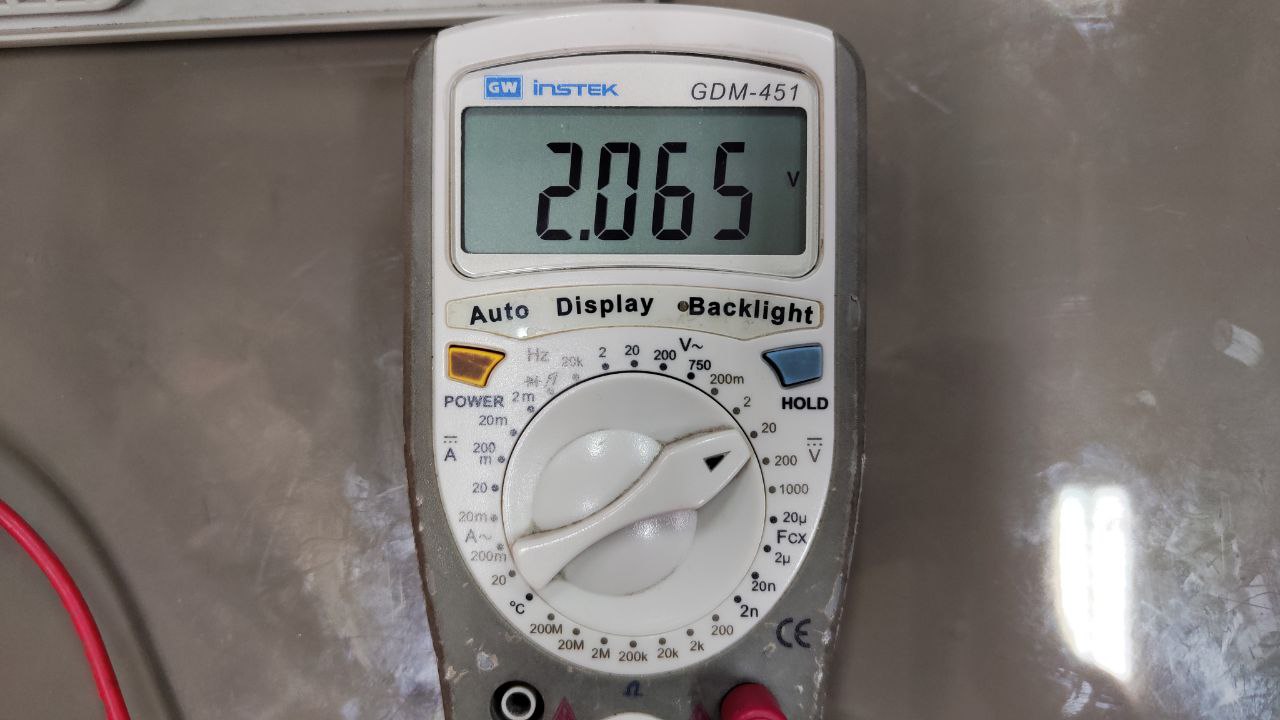 GW INSTEK GDM-451
2.065 V
Auto Display Backlight
Hz 20k 2 20 200 V~ 750
200m
POWER 2m 2 HOLD
20m 20
A 200m 200 V
20 1000
20m 20µ
A~ Fcx
200m 2µ
20 20n
°C 2n
200M 200
20M 2M 200k 20k 2k
CE
Ω